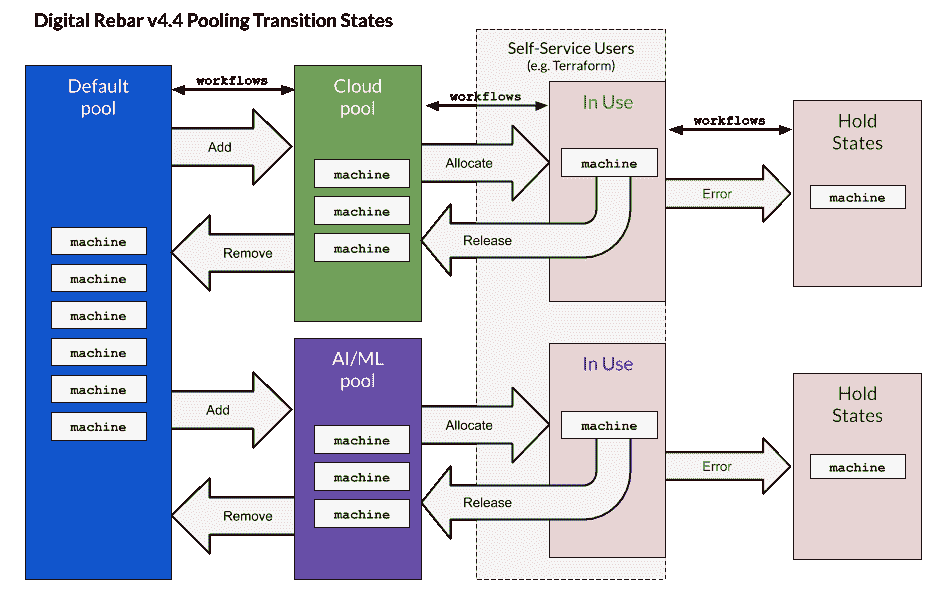 Digital Rebar v4.4 Pooling Transition States
Self-Service Users
(e.g. Terraform)
Default
pool
workflows
Cloud
pool
workflows
In Use
workflows
Hold
States
Add
Allocate
machine
machine
machine
machine
Error
machine
Remove
machine
Release
machine
machine
machine
machine
machine
machine
AI/ML
pool
In Use
Hold
States
Add
Allocate
machine
machine
machine
machine
Error
machine
Remove
machine
Release